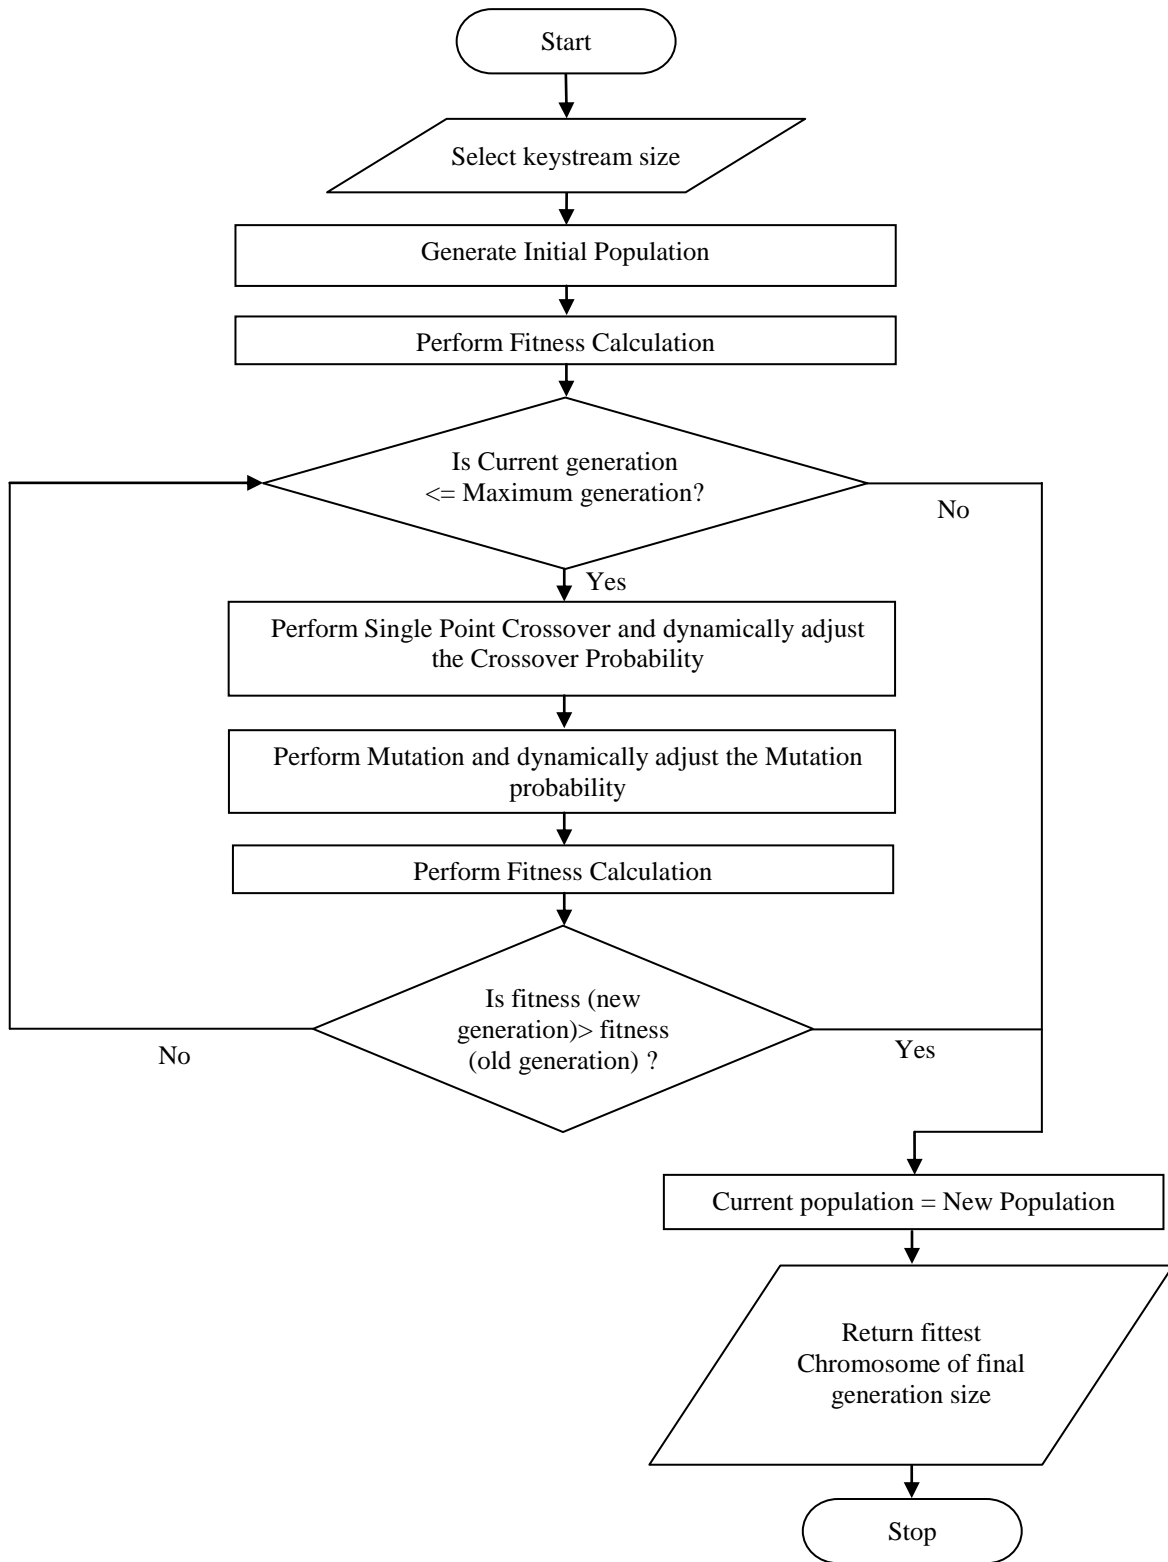 Start
Select keystream size
Generate Initial Population
Perform Fitness Calculation
Is Current generation
<= Maximum generation?
No
Yes
Perform Single Point Crossover and dynamically adjust
the Crossover Probability
Perform Mutation and dynamically adjust the Mutation
probability
Perform Fitness Calculation
Is fitness (new
generation)> fitness
(old generation) ?
No
Yes
Current population = New Population
Return fittest
Chromosome of final
generation size
Stop